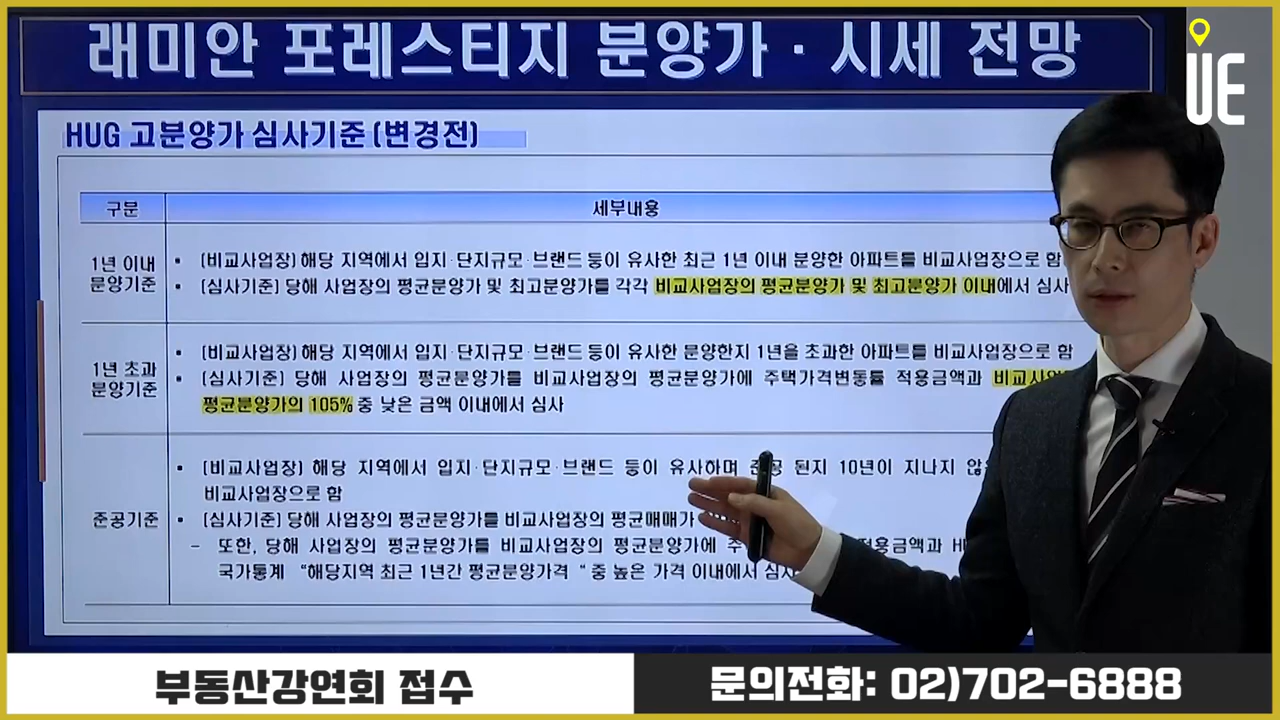 래미안 포레스티지 분양가 · 시세 전망
UE
HUG 고분양가 심사기준 (변경전)
구분 세부내용
1년 이내 분양기준
▪ (비교사업장) 해당 지역에서 입지·단지규모·브랜드 등이 유사한 최근 1년 이내 분양한 아파트를 비교사업장으로 함
▪ (심사기준) 당해 사업장의 평균분양가 및 최고분양가를 각각 비교사업장의 평균분양가 및 최고분양가 이내에서 심사
1년 초과 분양기준
▪ (비교사업장) 해당 지역에서 입지·단지규모·브랜드 등이 유사한 분양한지 1년을 초과한 아파트를 비교사업장으로 함
▪ (심사기준) 당해 사업장의 평균분양가를 비교사업장의 평균분양가에 주택가격변동률 적용금액과
평균분양가의 105% 중 낮은 금액 이내에서 심사
준공기준
▪ (비교사업장) 해당 지역에서 입지·단지규모·브랜드 등이 유사하며 된지 10년이 지나지
비교사업장으로 함
▪ (심사기준) 당해 사업장의 평균분양가를 비교사업장의 평균매매가
– 또한, 당해 사업장의 평균분양가를 비교사업장의 평균분양가에 적용금액과
국가통계 “해당지역 최근 1년간 평균분양가격 “ 중 높은 가격 이내에서
부동산강연회 접수
문의전화: 02)702-6888